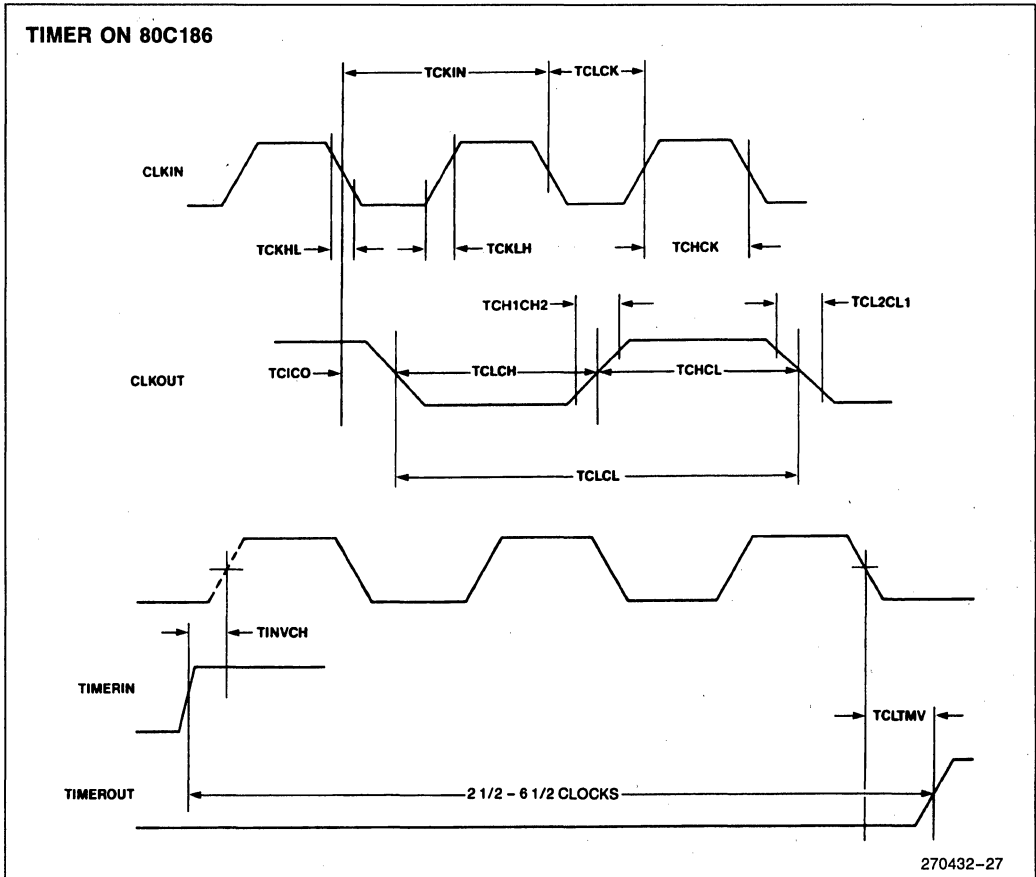 TIMER ON 80C186
TCKIN
TCLCK
CLKIN
TCKHL
TCKLH
TCHCK
TCH1CH2
TCL2CL1
CLKOUT
TCICO
TCLCH
TCHCL
TCLCL
TINVCH
TIMERIN
TCLTMV
TIMEROUT
2 1/2 – 6 1/2 CLOCKS
270432–27